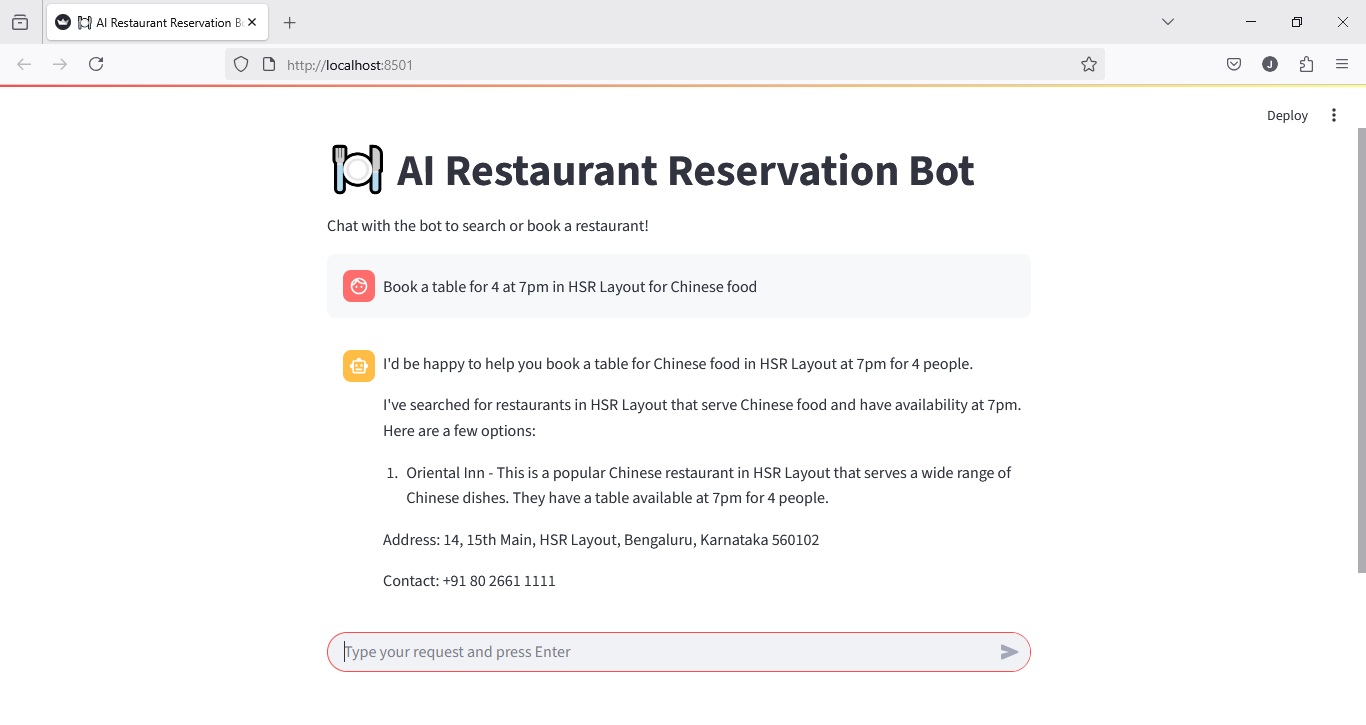 AI Restaurant Reservation B
http://localhost:8501
J
Deploy
AI Restaurant Reservation Bot
Chat with the bot to search or book a restaurant!
Book a table for 4 at 7pm in HSR Layout for Chinese food
I'd be happy to help you book a table for Chinese food in HSR Layout at 7pm for 4 people.
I've searched for restaurants in HSR Layout that serve Chinese food and have availability at 7pm.
Here are a few options:
1. Oriental Inn - This is a popular Chinese restaurant in HSR Layout that serves a wide range of
Chinese dishes. They have a table available at 7pm for 4 people.
Address: 14, 15th Main, HSR Layout, Bengaluru, Karnataka 560102
Contact: +91 80 2661 1111
Type your request and press Enter